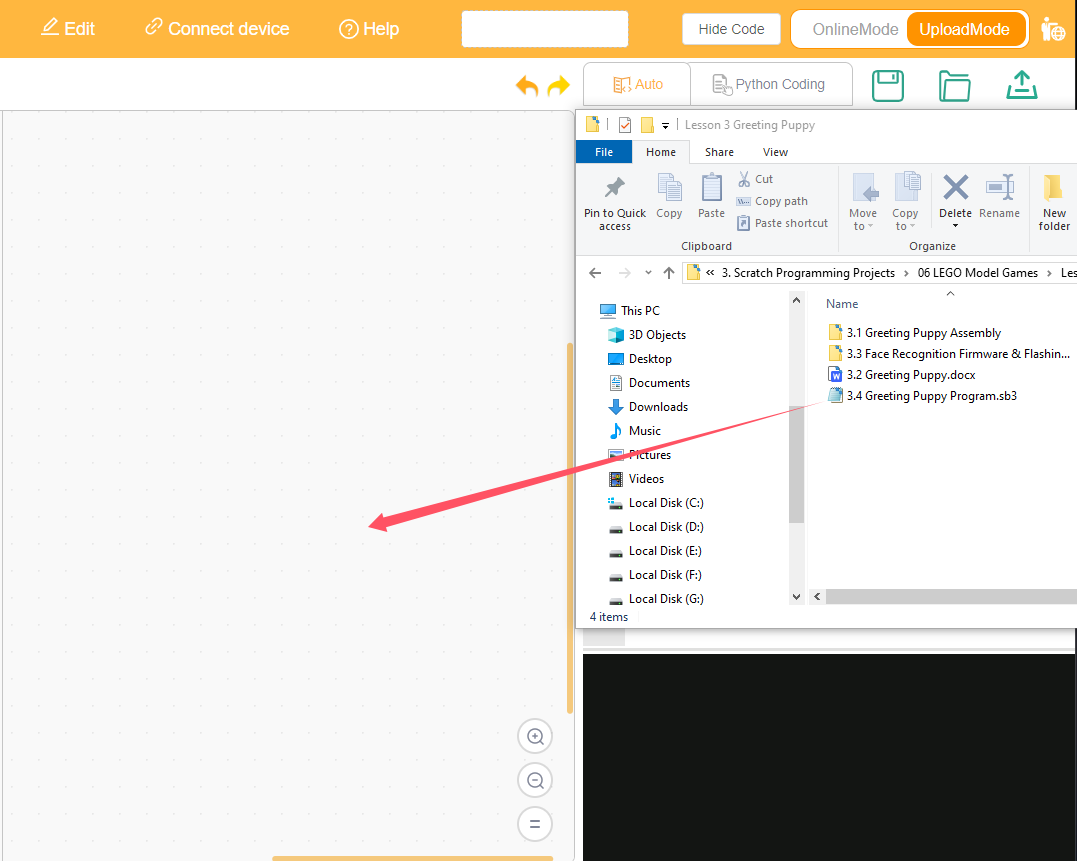 Edit
Connect device
Help
Hide Code
OnlineMode
UploadMode
Auto
Python Coding
Lesson 3 Greeting Puppy
File
Home
Share
View
Pin to Quick access
Copy
Paste
Cut
Copy path
Paste shortcut
Clipboard
Move to
Copy to
Delete
Rename
Organize
New folder
« 3. Scratch Programming Projects › 06 LEGO Model Games › Les
This PC
3D Objects
Desktop
Documents
Downloads
Music
Pictures
Videos
Local Disk (C:)
Local Disk (D:)
Local Disk (E:)
Local Disk (F:)
Local Disk (G:)
Name
3.1 Greeting Puppy Assembly
3.3 Face Recognition Firmware & Flashin...
3.2 Greeting Puppy.docx
3.4 Greeting Puppy Program.sb3
4 items